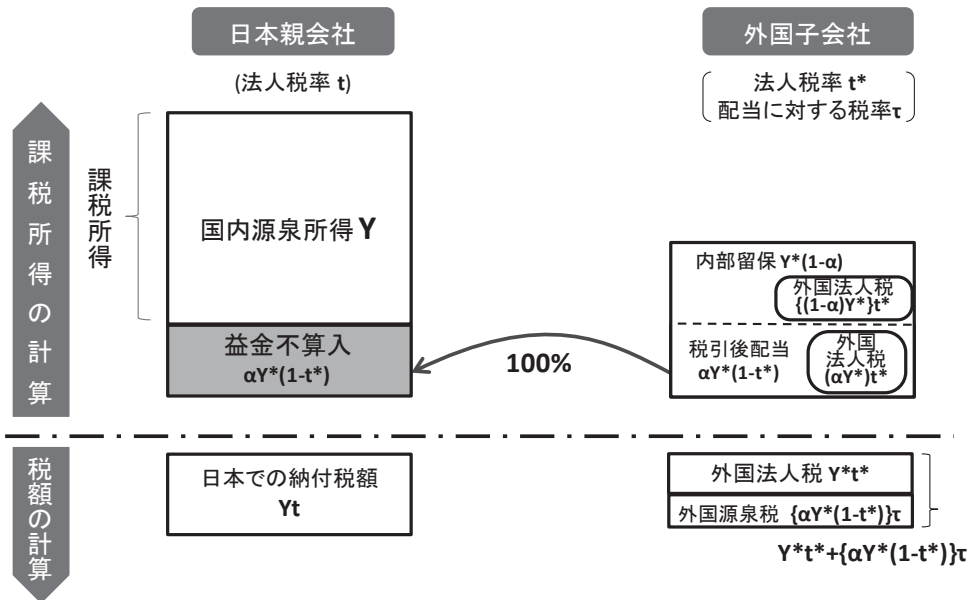 日本親会社
(法人税率 t)
外国子会社
法人税率 t*
配当に対する税率τ
課税所得の計算
課税所得
国内源泉所得 Y
益金不算入
αY*(1-t*)
100%
内部留保 Y*(1-α)
外国法人税
{(1-α)Y*}t*
税引後配当
αY*(1-t*)
外国
法人税
(αY*)t*
税額の計算
日本での納付税額
Yt
外国法人税 Y*t*
外国源泉税 {αY*(1-t*)}τ
Y*t*+{αY*(1-t*)}τ